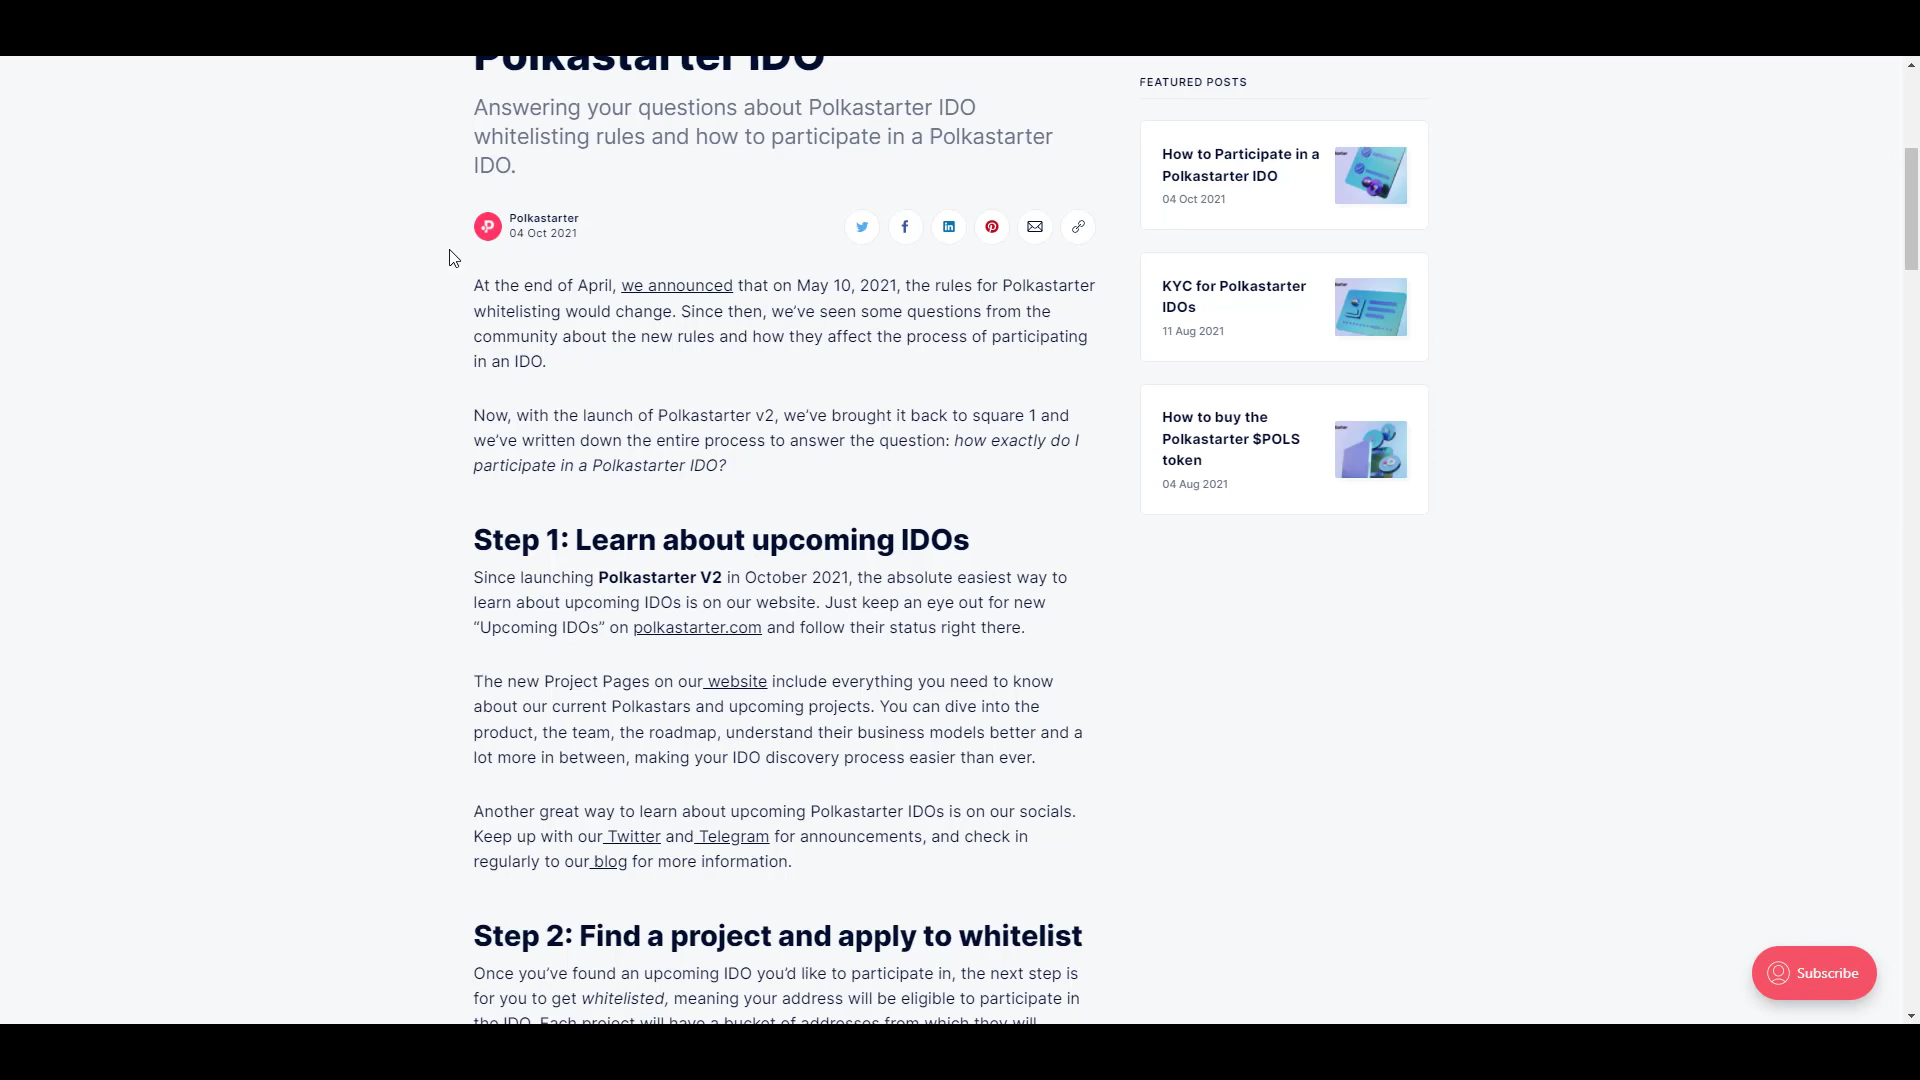 Polkastarter IDO
Answering your questions about Polkastarter IDO
whitelisting rules and how to participate in a Polkastarter
IDO.
Polkastarter
04 Oct 2021
At the end of April, we announced that on May 10, 2021, the rules for Polkastarter
whitelisting would change. Since then, we’ve seen some questions from the
community about the new rules and how they affect the process of participating
in an IDO.
Now, with the launch of Polkastarter v2, we’ve brought it back to square 1 and
we’ve written down the entire process to answer the question: how exactly do I
participate in a Polkastarter IDO?
Step 1: Learn about upcoming IDOs
Since launching Polkastarter V2 in October 2021, the absolute easiest way to
learn about upcoming IDOs is on our website. Just keep an eye out for new
“Upcoming IDOs” on polkastarter.com and follow their status right there.
The new Project Pages on our website include everything you need to know
about our current Polkastars and upcoming projects. You can dive into the
product, the team, the roadmap, understand their business models better and a
lot more in between, making your IDO discovery process easier than ever.
Another great way to learn about upcoming Polkastarter IDOs is on our socials.
Keep up with our Twitter and Telegram for announcements, and check in
regularly to our blog for more information.
Step 2: Find a project and apply to whitelist
Once you’ve found an upcoming IDO you’d like to participate in, the next step is
for you to get whitelisted, meaning your address will be eligible to participate in
the IDO. Each project will have a bucket of addresses from which they will
FEATURED POSTS
How to Participate in a
Polkastarter IDO
04 Oct 2021
KYC for Polkastarter
IDOs
11 Aug 2021
How to buy the
Polkastarter $POLS
token
04 Aug 2021
Subscribe